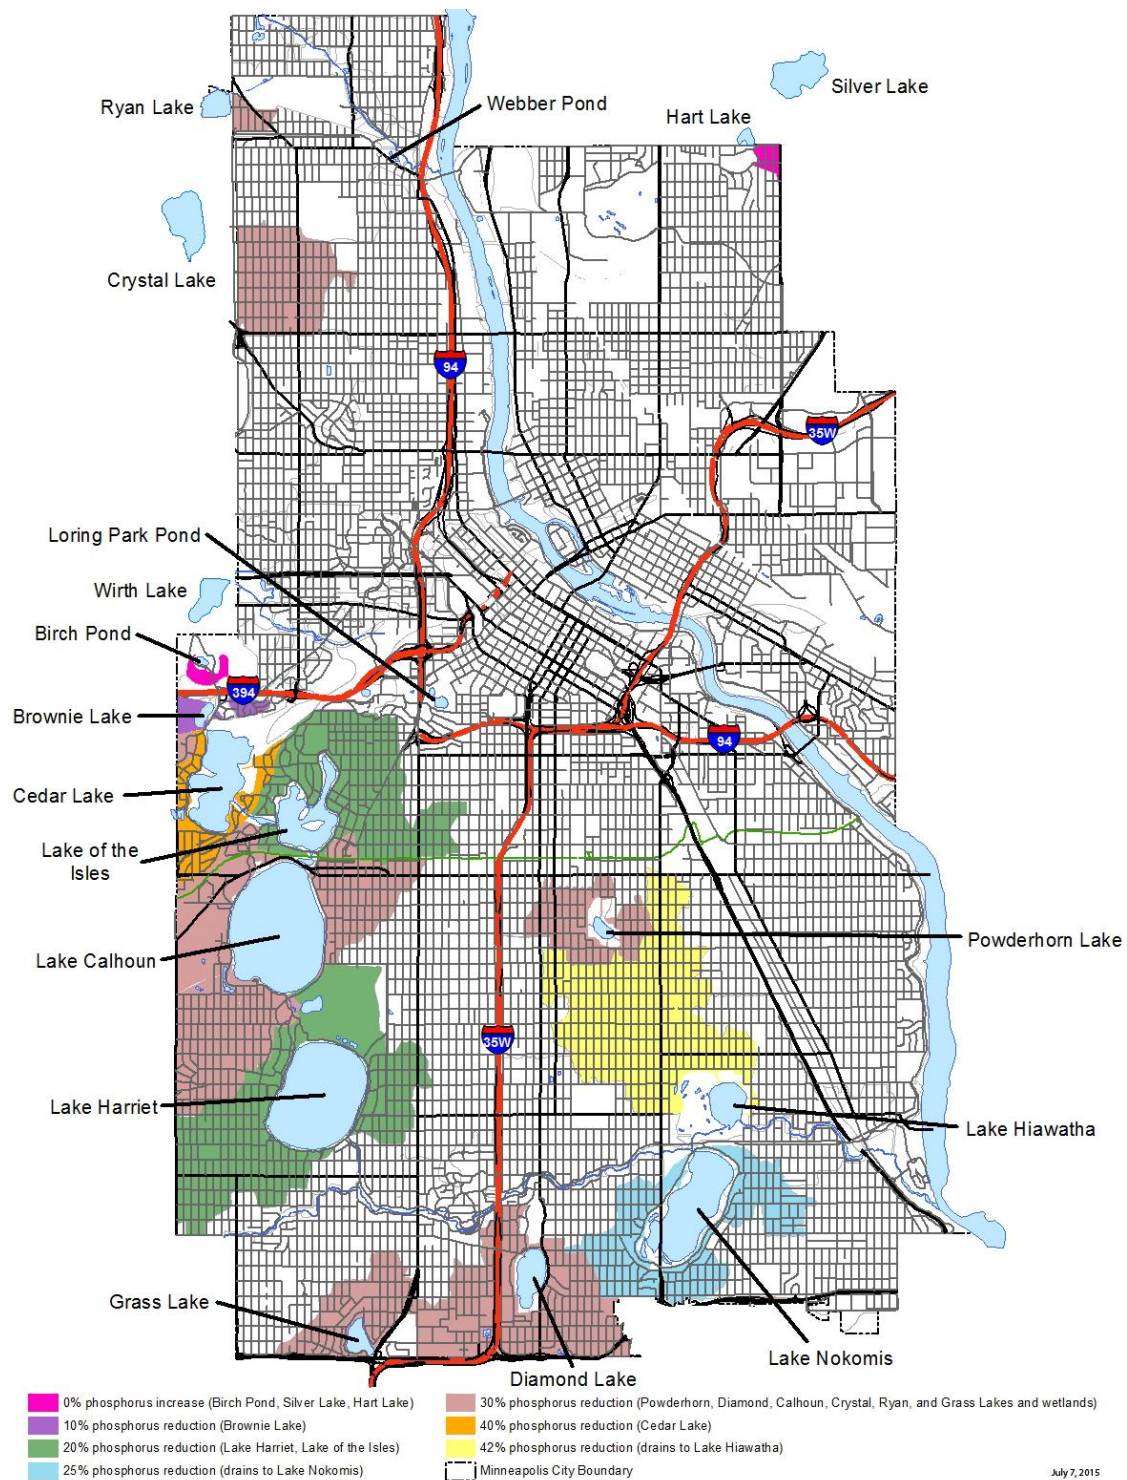 Silver Lake
Ryan Lake
Webber Pond
Hart Lake
Crystal Lake
94
35W
Loring Park Pond
Wirth Lake
Birch Pond
394
Brownie Lake
94
Cedar Lake
Lake of the
Isles
Powderhorn Lake
Lake Calhoun
35W
Lake Harriet
Lake Hiawatha
Grass Lake
Lake Nokomis
Diamond Lake
0% phosphorus increase (Birch Pond, Silver Lake, Hart Lake)
10% phosphorus reduction (Brownie Lake)
20% phosphorus reduction (Lake Harriet, Lake of the Isles)
25% phosphorus reduction (drains to Lake Nokomis)
30% phosphorus reduction (Powderhorn, Diamond, Calhoun, Crystal, Ryan, and Grass Lakes and wetlands)
40% phosphorus reduction (Cedar Lake)
42% phosphorus reduction (drains to Lake Hiawatha)
Minneapolis City Boundary
July 7, 2015